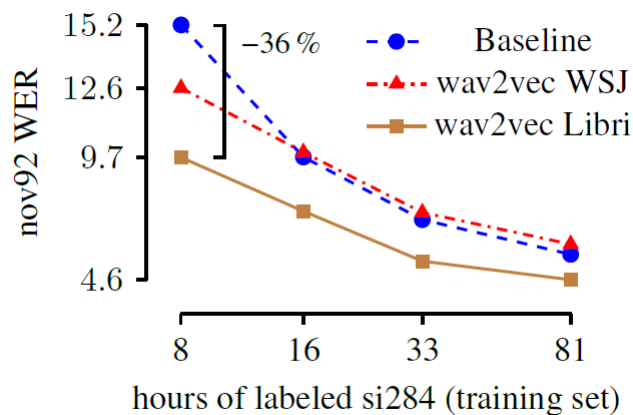 15.2
12.6
9.7
4.6
nov92 WER
−36 %
Baseline
wav2vec WSJ
wav2vec Libri
8 16 33 81
hours of labeled si284 (training set)